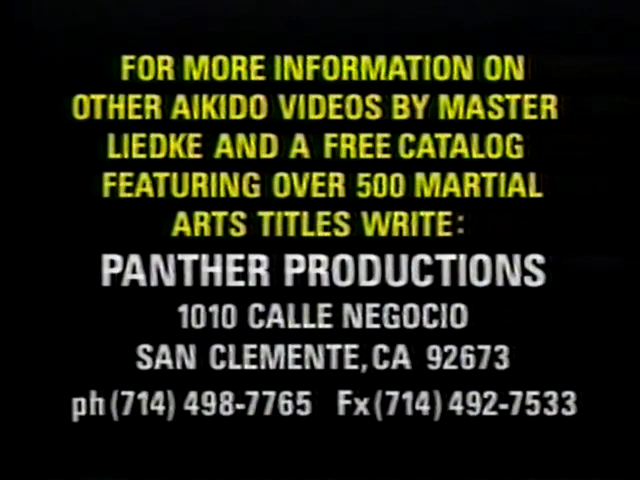 FOR MORE INFORMATION ON
OTHER AIKIDO VIDEOS BY MASTER
LIEDKE AND A FREE CATALOG
FEATURING OVER 500 MARTIAL
ARTS TITLES WRITE:
PANTHER PRODUCTIONS
1010 CALLE NEGOCIO
SAN CLEMENTE, CA 92673
ph (714) 498-7765 Fx (714) 492-7533